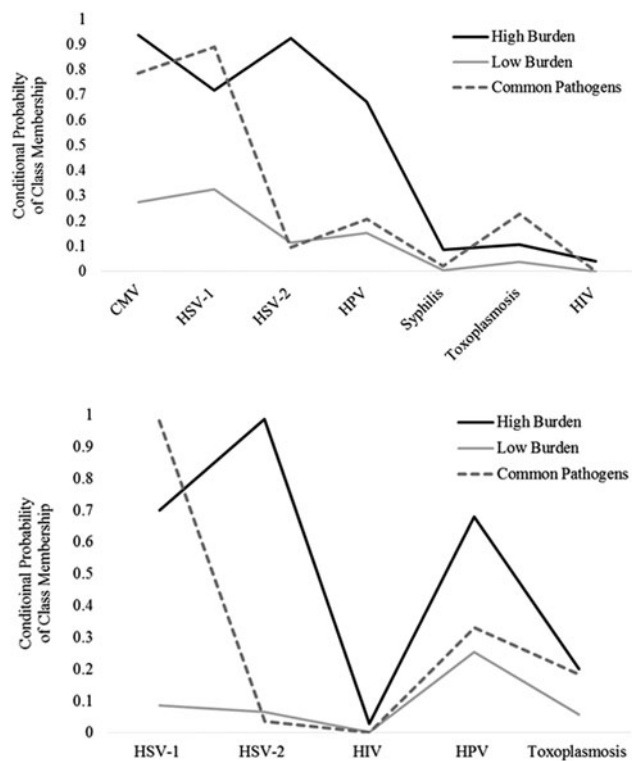 1
0.9
0.8
0.7
0.6
0.5
0.4
0.3
0.2
0.1
0
Conditional Probability
of Class Membership
High Burden
Low Burden
Common Pathogens
CMV
HSV-1
HSV-2
HPV
Syphilis
Toxoplasmosis
HIV
1
0.9
0.8
0.7
0.6
0.5
0.4
0.3
0.2
0.1
0
Conditoinal Probability
of Class Membership
High Burden
Low Burden
Common Pathogens
HSV-1 HSV-2 HIV HPV Toxoplasmosis